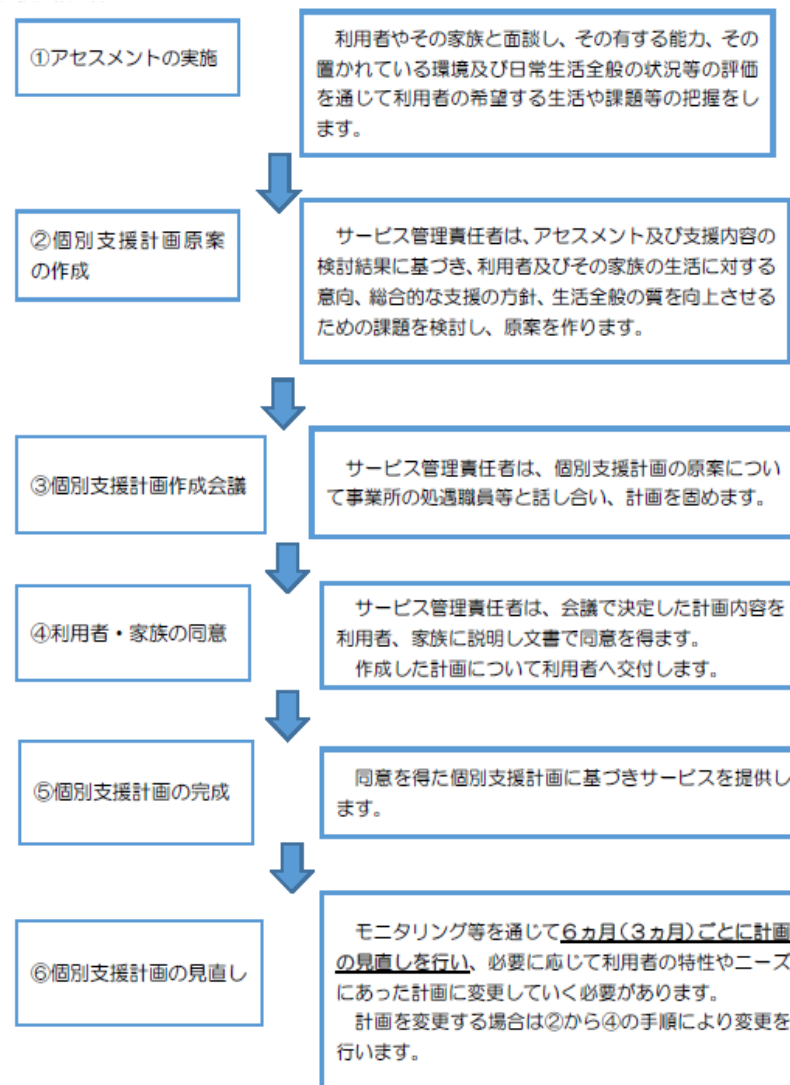 ①アセスメントの実施
利用者やその家族と面談し、その有する能力、その
置かれている環境及び日常生活全般の状況等の評価
を通じて利用者の希望する生活や課題等の把握をし
ます。
②個別支援計画原案
の作成
サービス管理責任者は、アセスメント及び支援内容の
検討結果に基づき、利用者及びその家族の生活に対する
意向、総合的な支援の方針、生活全般の質を向上させる
ための課題を検討し、原案を作ります。
③個別支援計画作成会議
サービス管理責任者は、個別支援計画の原案につい
て事業所の処遇職員等と話し合い、計画を固めます。
④利用者・家族の同意
サービス管理責任者は、会議で決定した計画内容を
利用者、家族に説明し文書で同意を得ます。
作成した計画について利用者へ交付します。
⑤個別支援計画の完成
同意を得た個別支援計画に基づきサービスを提供し
ます。
⑥個別支援計画の見直し
モニタリング等を通じて6ヵ月(3ヵ月)ごとに計画
の見直しを行い、必要に応じて利用者の特性やニーズ
にあった計画に変更していく必要があります。
計画を変更する場合は②から④の手順により変更を
行います。